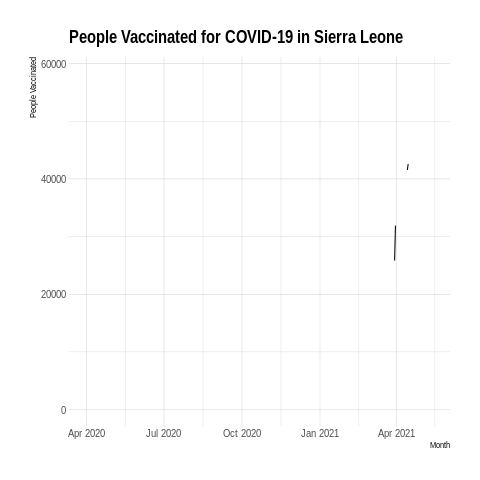 People Vaccinated for COVID-19 in Sierra Leone
People Vaccinated
60000
40000
20000
0
Apr 2020 Jul 2020 Oct 2020 Jan 2021 Apr 2021
Month